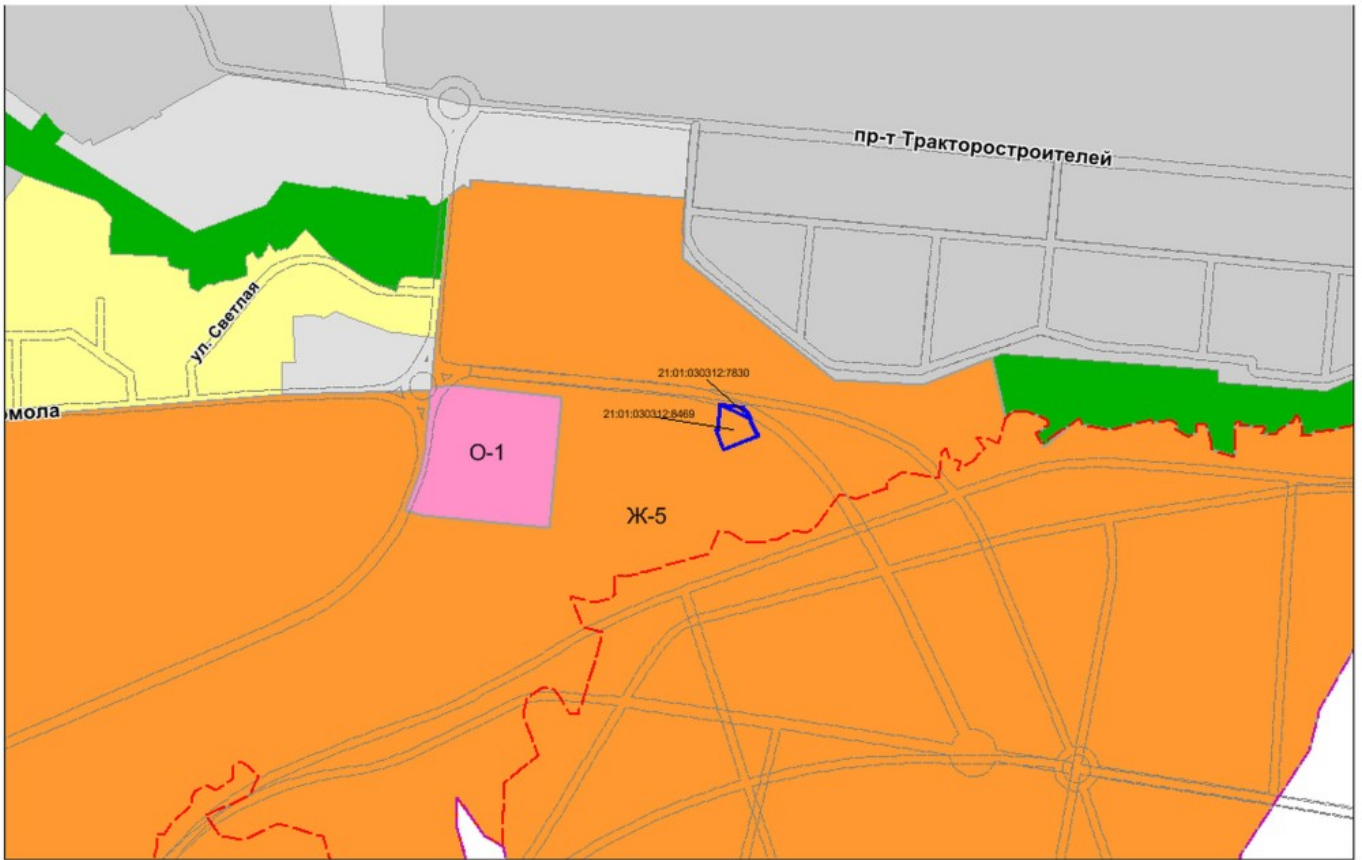 пр-т Тракторостроителей
ул. Светлая
21:01:030312:7830
21:01:030312:8469
омола
О-1
Ж-5